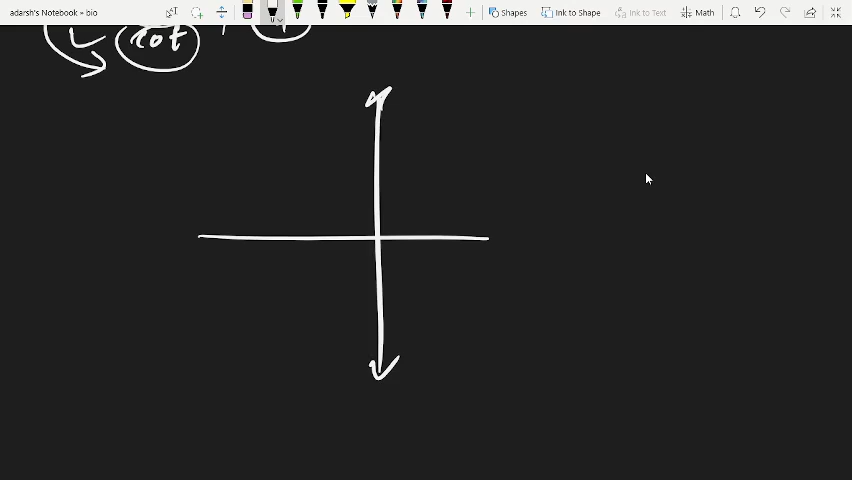 adarsh's Notebook » bio
Shapes
Ink to Shape
Ink to Text
Math
rot